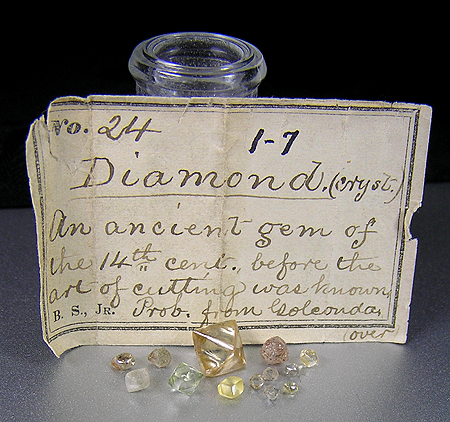 No. 24
1-7
Diamond. (cryst.)
An ancient gem of
the 14th cent., before the
art of cutting was known.
B. S., JR. Prob. from Golconda.
(over